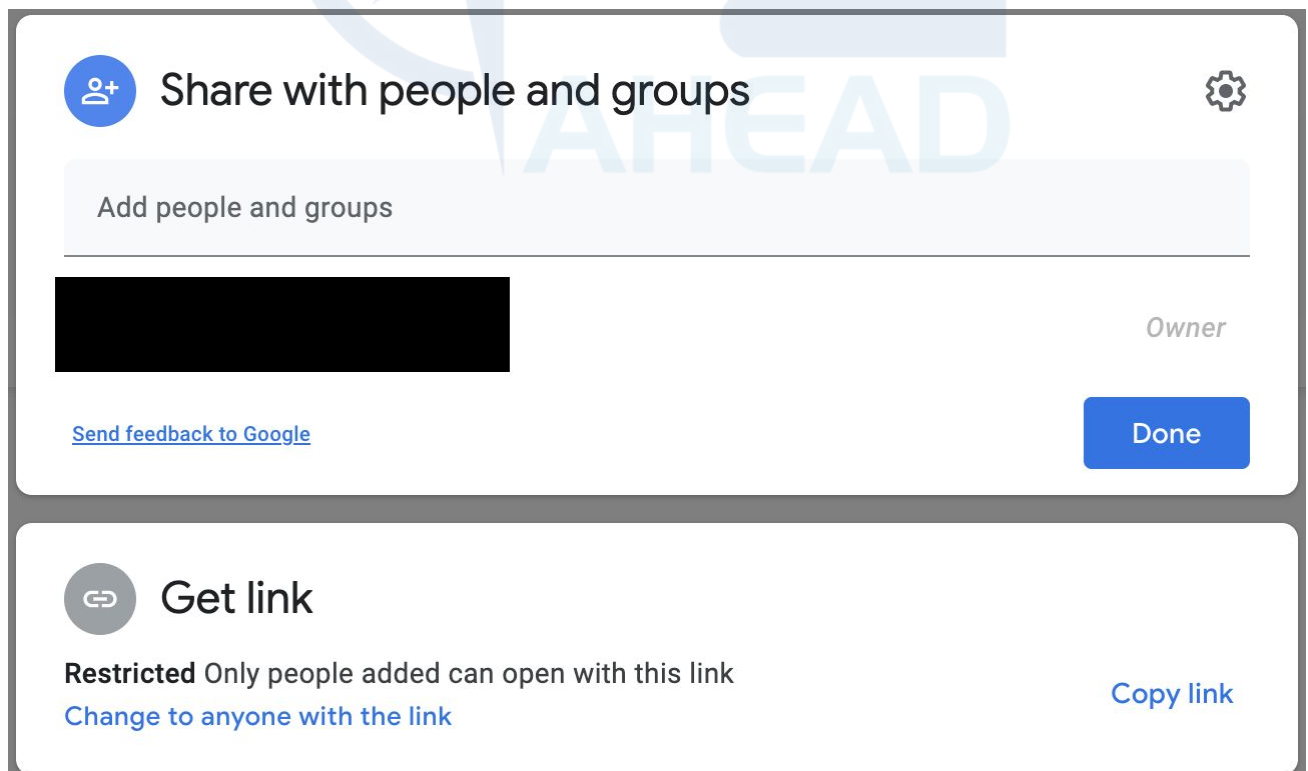 AHEAD
Share with people and groups
Add people and groups
Owner
Send feedback to Google
Done
Get link
Restricted Only people added can open with this link
Change to anyone with the link
Copy link